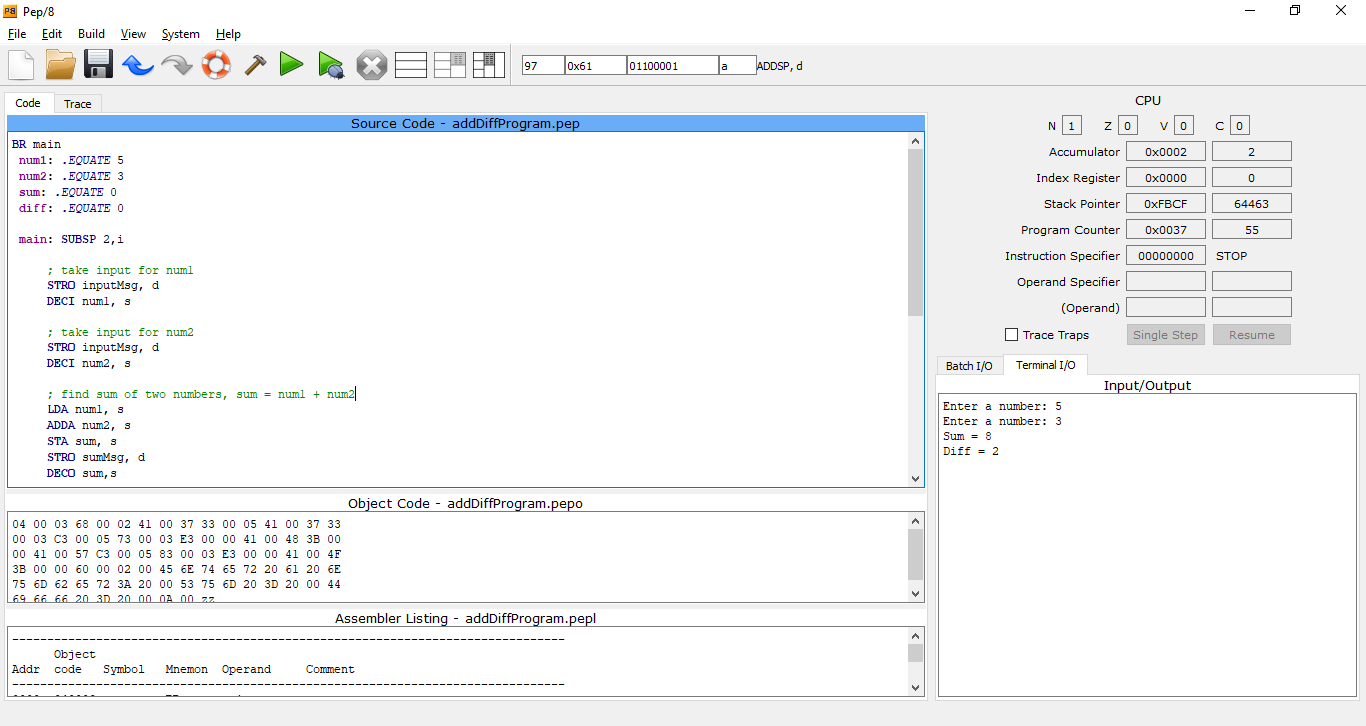 Pep/8
File Edit Build View System Help
97 0x61 01100001 a ADDSP, d
Code Trace
Source Code - addDiffProgram.pep
BR main
num1: .EQUATE 5
num2: .EQUATE 3
sum: .EQUATE 0
diff: .EQUATE 0
main: SUBSP 2,i
; take input for num1
STRO inputMsg, d
DECI num1, s
; take input for num2
STRO inputMsg, d
DECI num2, s
; find sum of two numbers, sum = num1 + num2
LDA num1, s
ADDA num2, s
STA sum, s
STRO sumMsg, d
DECO sum,s
Object Code - addDiffProgram.pepo
04 00 03 68 00 02 41 00 37 33 00 05 41 00 37 33
00 03 C3 00 05 73 00 03 E3 00 00 41 00 48 3B 00
00 41 00 57 C3 00 05 83 00 03 E3 00 00 41 00 4F
3B 00 00 60 00 02 00 45 6E 74 65 72 20 61 20 6E
75 6D 62 65 72 3A 20 00 53 75 6D 20 3D 20 00 44
69 66 66 20 3D 20 00 0A 00 zz
Assembler Listing - addDiffProgram.pepl
-------------------------------------------------------------------------------
Object
Addr code Symbol Mnemon Operand Comment
-------------------------------------------------------------------------------
CPU
N 1 Z 0 V 0 C 0
Accumulator 0x0002 2
Index Register 0x0000 0
Stack Pointer 0xFBCF 64463
Program Counter 0x0037 55
Instruction Specifier 00000000 STOP
Operand Specifier
(Operand)
Trace Traps Single Step Resume
Batch I/O Terminal I/O
Input/Output
Enter a number: 5
Enter a number: 3
Sum = 8
Diff = 2